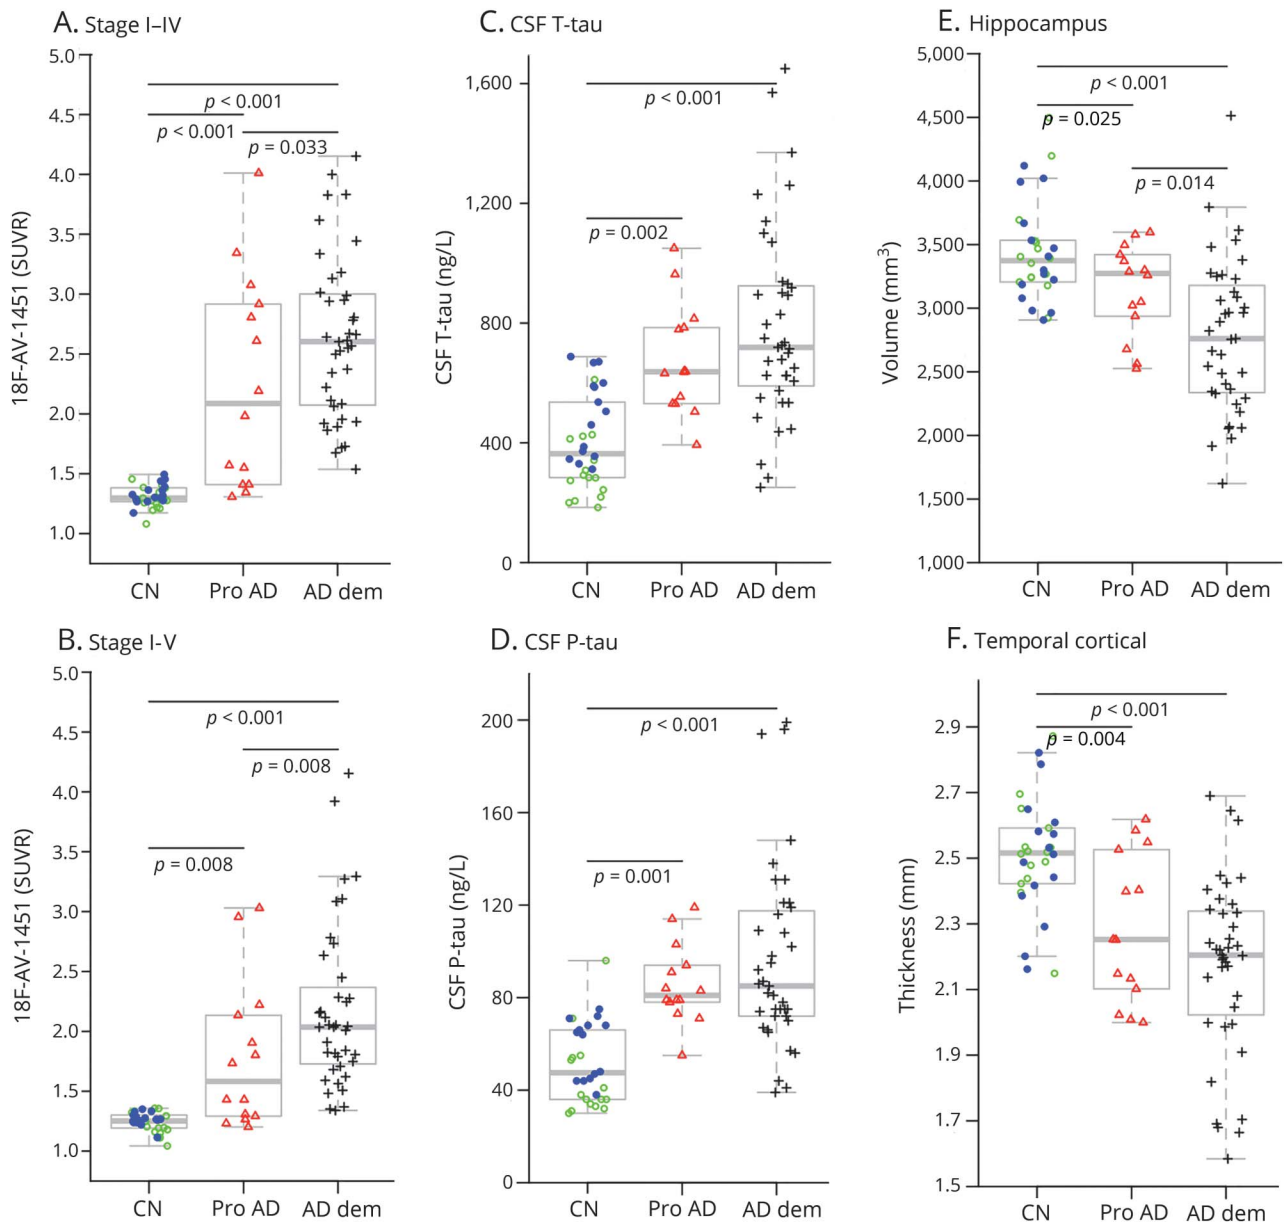 A. Stage I–IV
5.0
4.5
4.0
3.5
3.0
2.5
2.0
1.5
1.0
18F-AV-1451 (SUVR)
p < 0.001
p < 0.001
p = 0.033
CN
Pro AD
AD dem
C. CSF T-tau
1,600
1,200
800
400
0
CSF T-tau (ng/L)
p < 0.001
p = 0.002
CN
Pro AD
AD dem
E. Hippocampus
5,000
4,500
4,000
3,500
3,000
2,500
2,000
1,500
1,000
Volume (mm³)
p < 0.001
p = 0.025
p = 0.014
CN
Pro AD
AD dem
B. Stage I-V
5.0
4.5
4.0
3.5
3.0
2.5
2.0
1.5
1.0
18F-AV-1451 (SUVR)
p < 0.001
p = 0.008
p = 0.008
CN
Pro AD
AD dem
D. CSF P-tau
200
160
120
80
40
0
CSF P-tau (ng/L)
p < 0.001
p = 0.001
CN
Pro AD
AD dem
F. Temporal cortical
2.9
2.7
2.5
2.3
2.1
1.9
1.7
1.5
Thickness (mm)
p < 0.001
p = 0.004
CN
Pro AD
AD dem